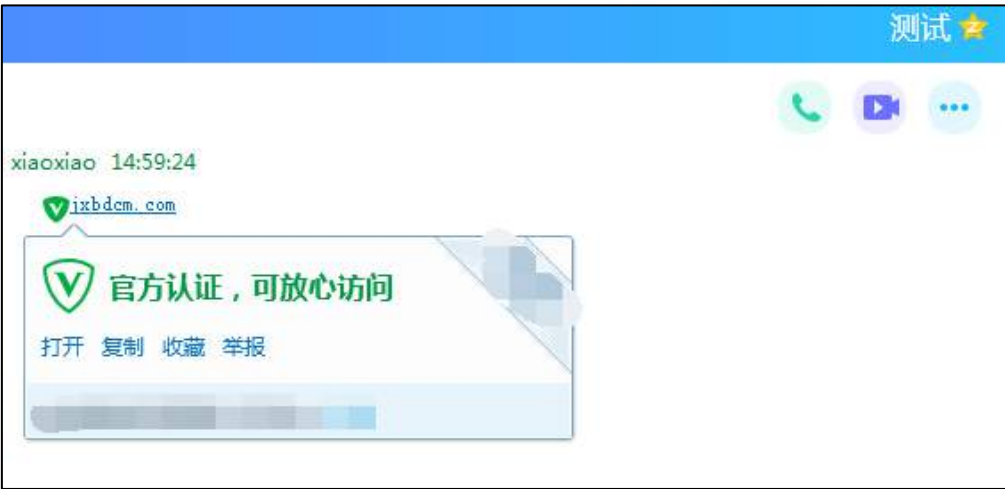 测试
xiaoxiao 14:59:24
jxbdcm.com
官方认证，可放心访问
打开 复制 收藏 举报